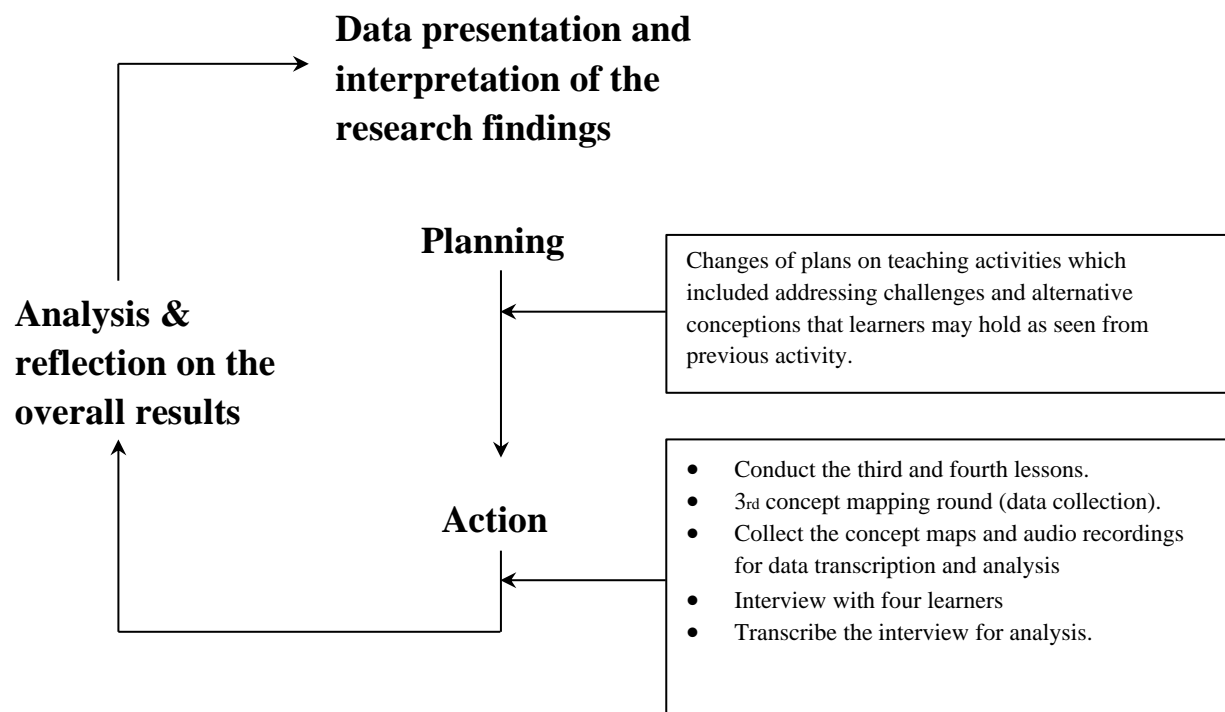 Data presentation and
interpretation of the
research findings
Planning
Changes of plans on teaching activities which
included addressing challenges and alternative
conceptions that learners may hold as seen from
previous activity.
Analysis &
reflection on the
overall results
Action
• Conduct the third and fourth lessons.
• 3rd concept mapping round (data collection).
• Collect the concept maps and audio recordings
for data transcription and analysis
• Interview with four learners
• Transcribe the interview for analysis.